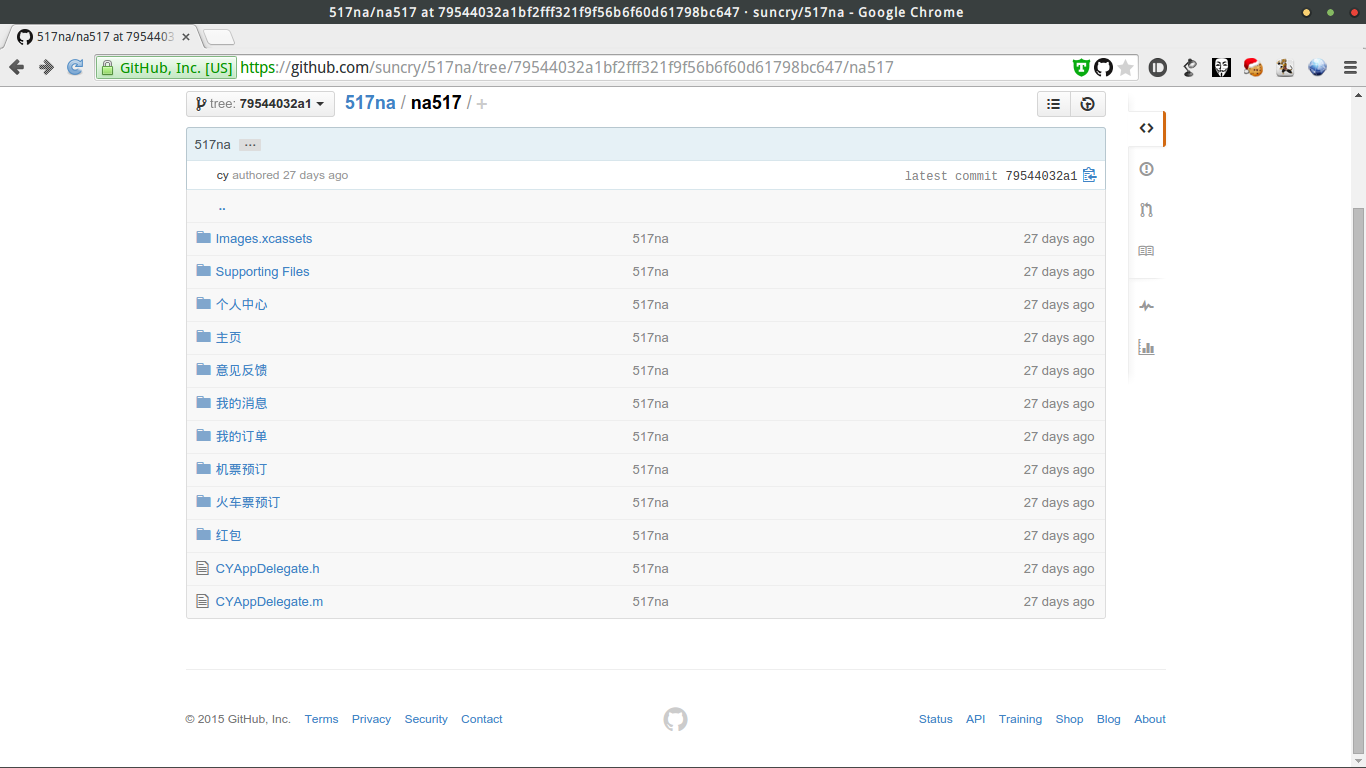 517na/na517 at 79544032a1bf2fff321f9f56b6f60d61798bc647 · suncry/517na - Google Chrome
517na/na517 at 7954403
GitHub, Inc. [US] https://github.com/suncry/517na/tree/79544032a1bf2fff321f9f56b6f60d61798bc647/na517
tree: 79544032a1 517na / na517 / +
517na ...
cy authored 27 days ago latest commit 79544032a1
..
Images.xcassets 517na 27 days ago
Supporting Files 517na 27 days ago
个人中心 517na 27 days ago
主页 517na 27 days ago
意见反馈 517na 27 days ago
我的消息 517na 27 days ago
我的订单 517na 27 days ago
机票预订 517na 27 days ago
火车票预订 517na 27 days ago
红包 517na 27 days ago
CYAppDelegate.h 517na 27 days ago
CYAppDelegate.m 517na 27 days ago
© 2015 GitHub, Inc. Terms Privacy Security Contact Status API Training Shop Blog About